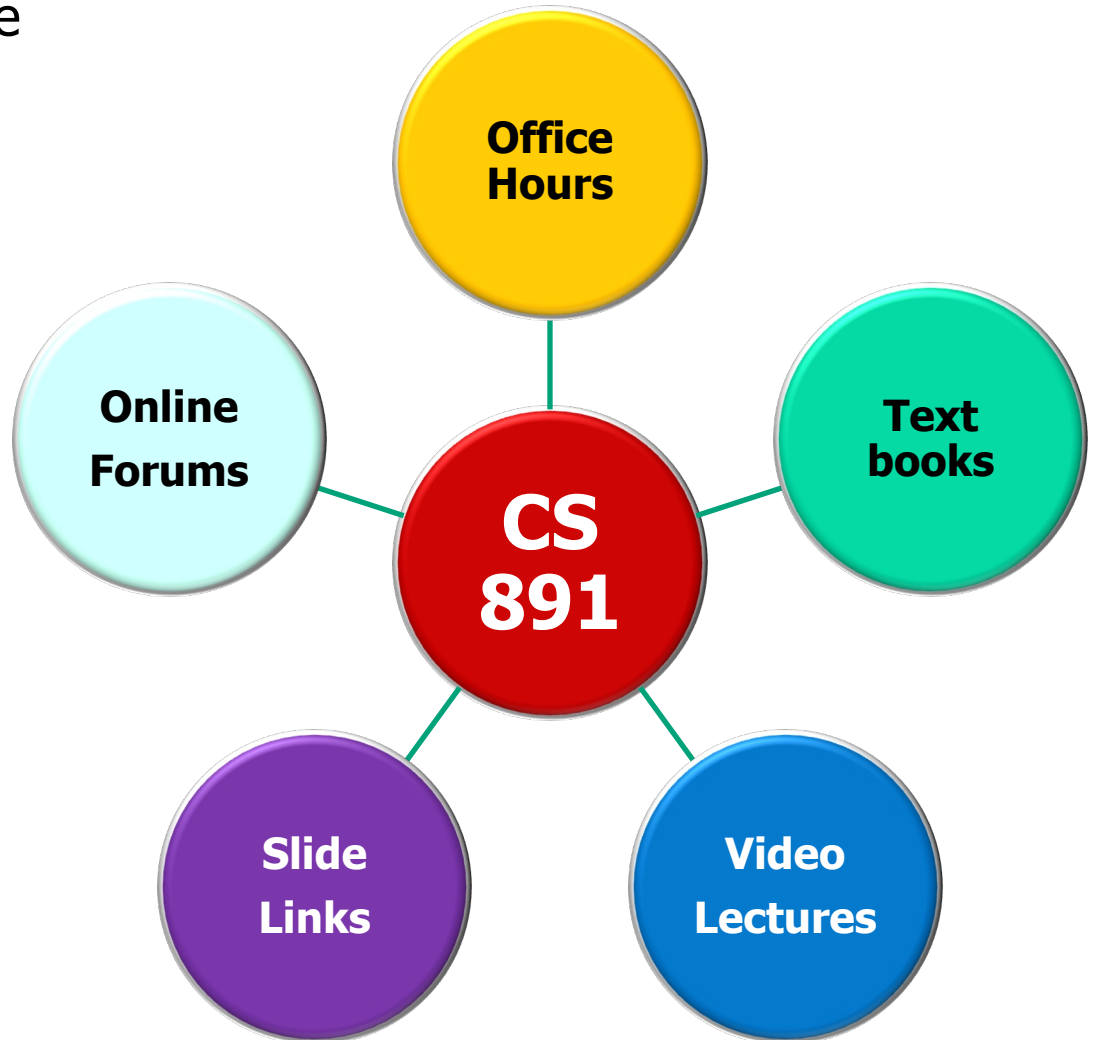 e
Office
Hours
Online
Forums
Text
books
CS
891
Slide
Links
Video
Lectures